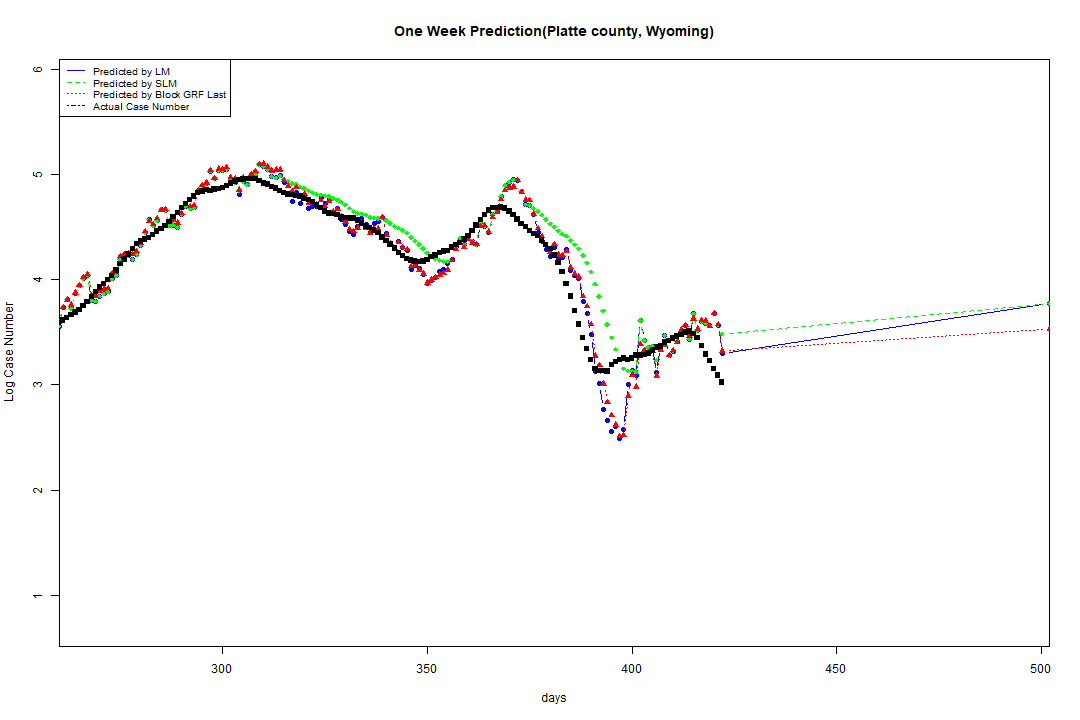 One Week Prediction(Platte county, Wyoming)
Predicted by LM
Predicted by SLM
Predicted by Block GRF Last
Actual Case Number
6
5
4
3
2
1
Log Case Number
300 350 400 450 500
days